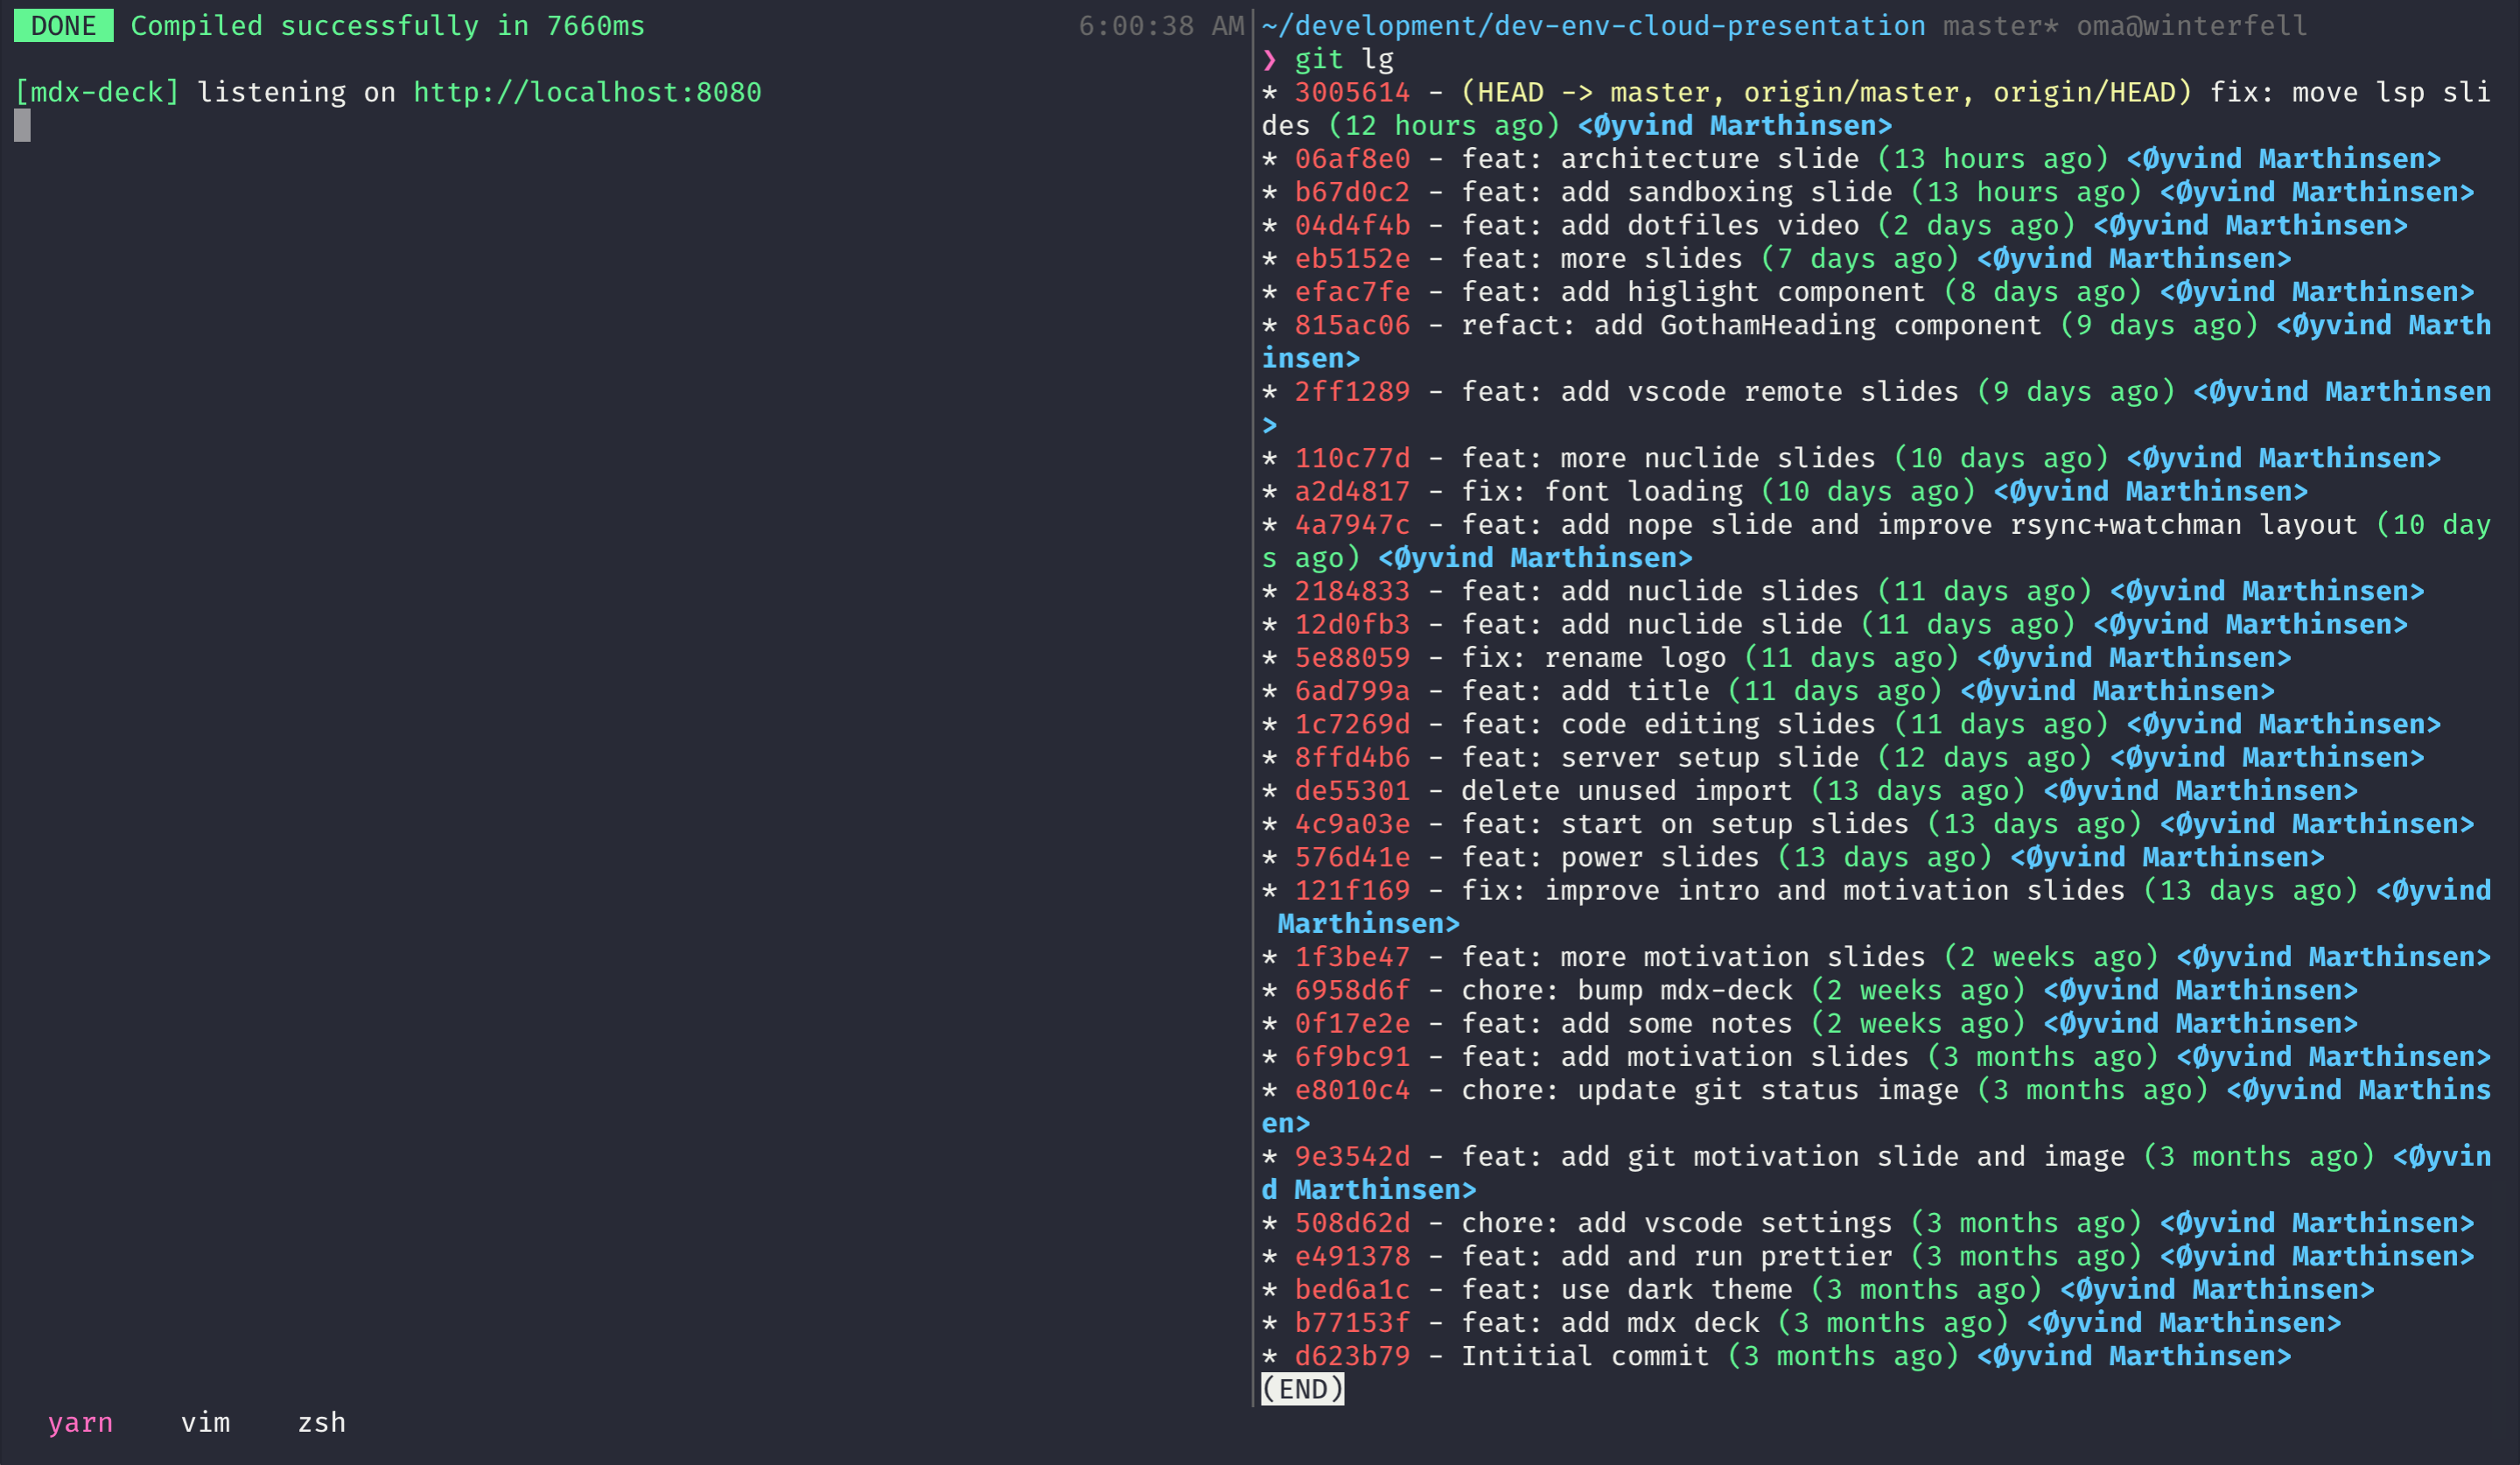 DONE Compiled successfully in 7660ms 6:00:38 AM
[mdx-deck] listening on http://localhost:8080
~/development/dev-env-cloud-presentation master* oma@winterfell
❯ git lg
* 3005614 - (HEAD -> master, origin/master, origin/HEAD) fix: move lsp sli
des (12 hours ago) <Øyvind Marthinsen>
* 06af8e0 - feat: architecture slide (13 hours ago) <Øyvind Marthinsen>
* b67d0c2 - feat: add sandboxing slide (13 hours ago) <Øyvind Marthinsen>
* 04d4f4b - feat: add dotfiles video (2 days ago) <Øyvind Marthinsen>
* eb5152e - feat: more slides (7 days ago) <Øyvind Marthinsen>
* efac7fe - feat: add higlight component (8 days ago) <Øyvind Marthinsen>
* 815ac06 - refact: add GothamHeading component (9 days ago) <Øyvind Marth
insen>
* 2ff1289 - feat: add vscode remote slides (9 days ago) <Øyvind Marthinsen
>
* 110c77d - feat: more nuclide slides (10 days ago) <Øyvind Marthinsen>
* a2d4817 - fix: font loading (10 days ago) <Øyvind Marthinsen>
* 4a7947c - feat: add nope slide and improve rsync+watchman layout (10 day
s ago) <Øyvind Marthinsen>
* 2184833 - feat: add nuclide slides (11 days ago) <Øyvind Marthinsen>
* 12d0fb3 - feat: add nuclide slide (11 days ago) <Øyvind Marthinsen>
* 5e88059 - fix: rename logo (11 days ago) <Øyvind Marthinsen>
* 6ad799a - feat: add title (11 days ago) <Øyvind Marthinsen>
* 1c7269d - feat: code editing slides (11 days ago) <Øyvind Marthinsen>
* 8ffd4b6 - feat: server setup slide (12 days ago) <Øyvind Marthinsen>
* de55301 - delete unused import (13 days ago) <Øyvind Marthinsen>
* 4c9a03e - feat: start on setup slides (13 days ago) <Øyvind Marthinsen>
* 576d41e - feat: power slides (13 days ago) <Øyvind Marthinsen>
* 121f169 - fix: improve intro and motivation slides (13 days ago) <Øyvind
 Marthinsen>
* 1f3be47 - feat: more motivation slides (2 weeks ago) <Øyvind Marthinsen>
* 6958d6f - chore: bump mdx-deck (2 weeks ago) <Øyvind Marthinsen>
* 0f17e2e - feat: add some notes (2 weeks ago) <Øyvind Marthinsen>
* 6f9bc91 - feat: add motivation slides (3 months ago) <Øyvind Marthinsen>
* e8010c4 - chore: update git status image (3 months ago) <Øyvind Marthins
en>
* 9e3542d - feat: add git motivation slide and image (3 months ago) <Øyvin
d Marthinsen>
* 508d62d - chore: add vscode settings (3 months ago) <Øyvind Marthinsen>
* e491378 - feat: add and run prettier (3 months ago) <Øyvind Marthinsen>
* bed6a1c - feat: use dark theme (3 months ago) <Øyvind Marthinsen>
* b77153f - feat: add mdx deck (3 months ago) <Øyvind Marthinsen>
* d623b79 - Intitial commit (3 months ago) <Øyvind Marthinsen>
(END)
yarn vim zsh